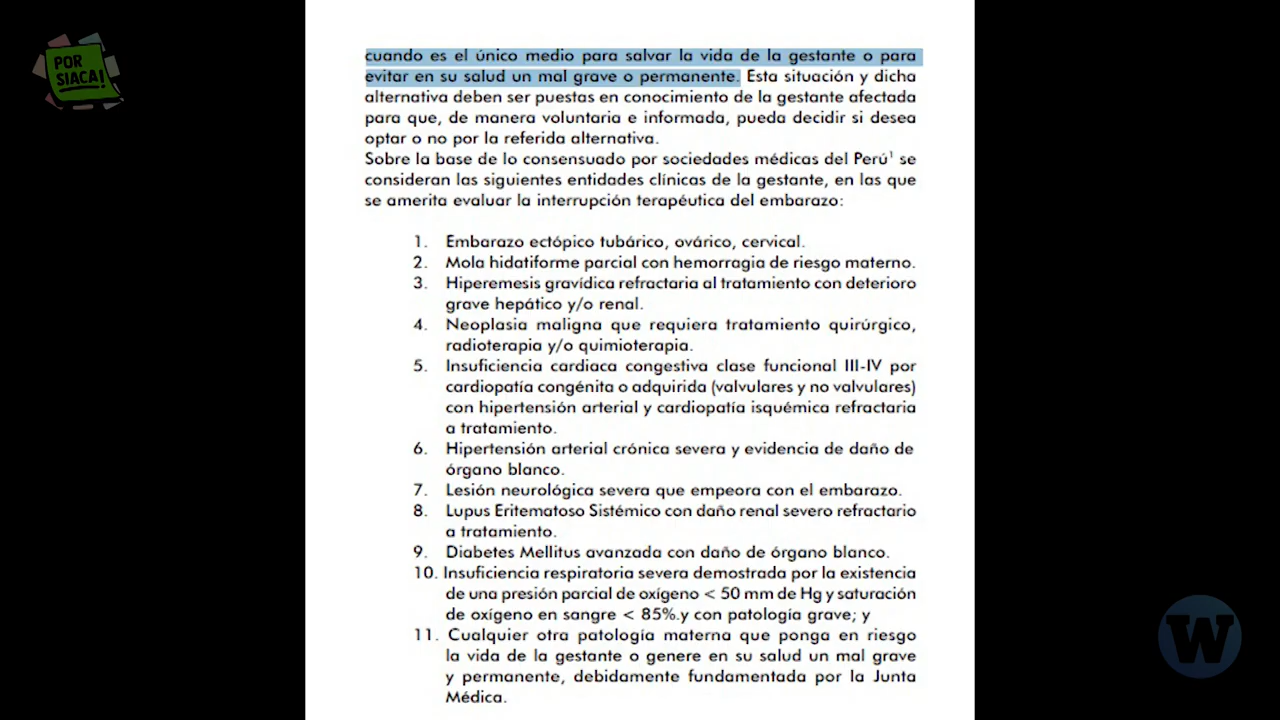 POR
SIACA!
cuando es el único medio para salvar la vida de la gestante o para
evitar en su salud un mal grave o permanente. Esta situación y dicha
alternativa deben ser puestas en conocimiento de la gestante afectada
para que, de manera voluntaria e informada, pueda decidir si desea
optar o no por la referida alternativa.
Sobre la base de lo consensuado por sociedades médicas del Perú¹ se
consideran las siguientes entidades clínicas de la gestante, en las que
se amerita evaluar la interrupción terapéutica del embarazo:
1. Embarazo ectópico tubárico, ovárico, cervical.
2. Mola hidatiforme parcial con hemorragia de riesgo materno.
3. Hiperemesis gravídica refractaria al tratamiento con deterioro
grave hepático y/o renal.
4. Neoplasia maligna que requiera tratamiento quirúrgico,
radioterapia y/o quimioterapia.
5. Insuficiencia cardiaca congestiva clase funcional III-IV por
cardiopatía congénita o adquirida (valvulares y no valvulares)
con hipertensión arterial y cardiopatía isquémica refractaria
a tratamiento.
6. Hipertensión arterial crónica severa y evidencia de daño de
órgano blanco.
7. Lesión neurológica severa que empeora con el embarazo.
8. Lupus Eritematoso Sistémico con daño renal severo refractario
a tratamiento.
9. Diabetes Mellitus avanzada con daño de órgano blanco.
10. Insuficiencia respiratoria severa demostrada por la existencia
de una presión parcial de oxígeno < 50 mm de Hg y saturación
de oxígeno en sangre < 85%.y con patología grave; y
11. Cualquier otra patología materna que ponga en riesgo
la vida de la gestante o genere en su salud un mal grave
y permanente, debidamente fundamentada por la Junta
Médica.
W